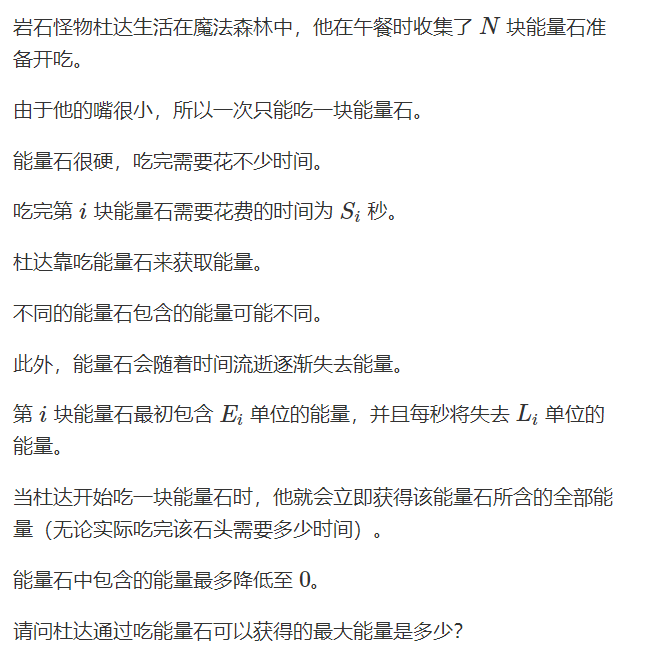 岩石怪物杜达生活在魔法森林中，他在午餐时收集了 N 块能量石准
备开吃。
由于他的嘴很小，所以一次只能吃一块能量石。
能量石很硬，吃完需要花不少时间。
吃完第 i 块能量石需要花费的时间为 Sᵢ 秒。
杜达靠吃能量石来获取能量。
不同的能量石包含的能量可能不同。
此外，能量石会随着时间流逝逐渐失去能量。
第 i 块能量石最初包含 Eᵢ 单位的能量，并且每秒将失去 Lᵢ 单位的
能量。
当杜达开始吃一块能量石时，他就会立即获得该能量石所含的全部能
量（无论实际吃完该石头需要多少时间）。
能量石中包含的能量最多降低至 0。
请问杜达通过吃能量石可以获得的最大能量是多少？